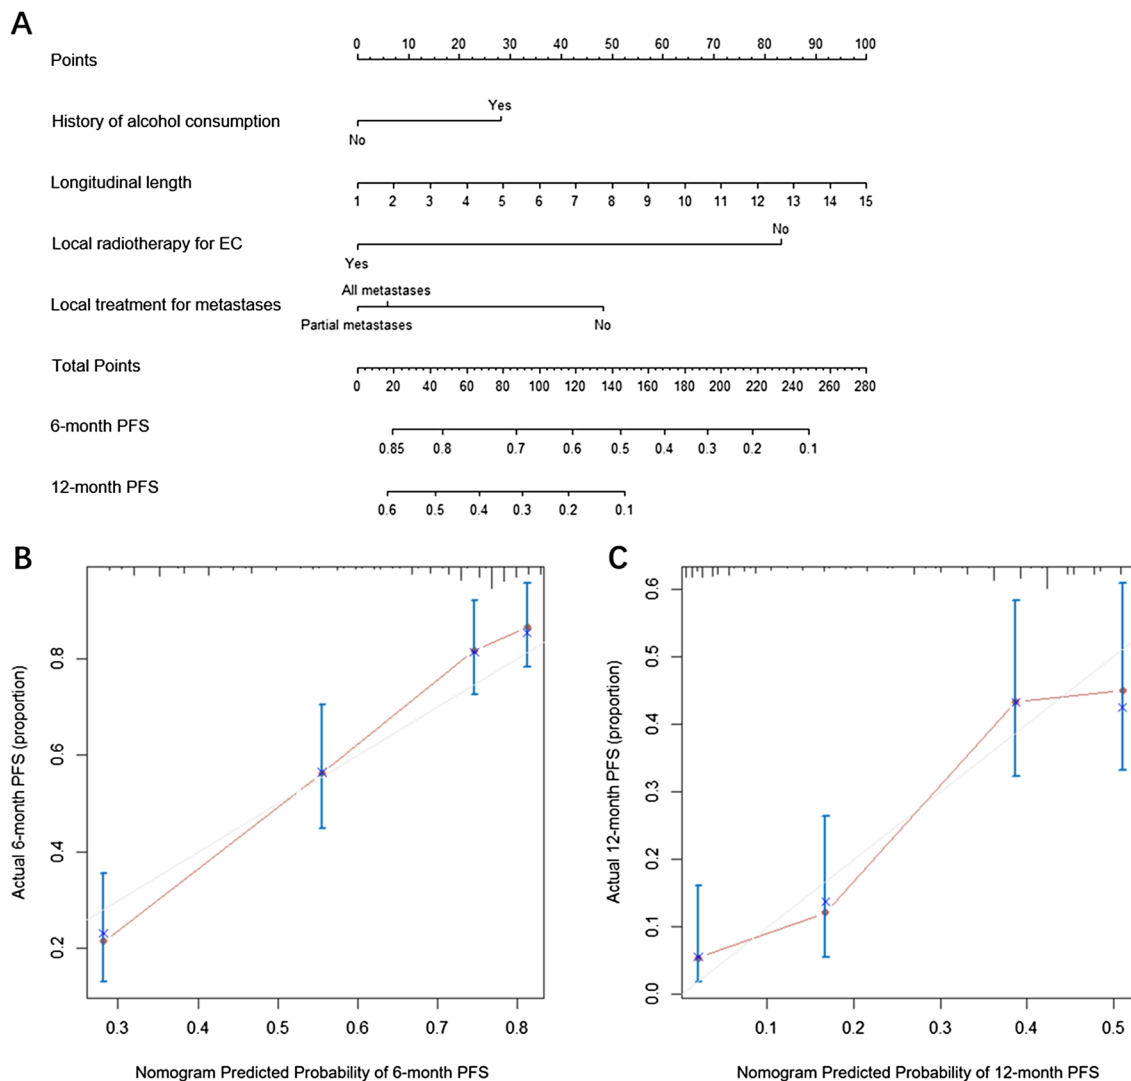 A
Points
0 10 20 30 40 50 60 70 80 90 100
History of alcohol consumption
Yes
No
Longitudinal length
1 2 3 4 5 6 7 8 9 10 11 12 13 14 15
Local radiotherapy for EC
No
Yes
Local treatment for metastases
All metastases
Partial metastases No
Total Points
0 20 40 60 80 100 120 140 160 180 200 220 240 260 280
6-month PFS
0.85 0.8 0.7 0.6 0.5 0.4 0.3 0.2 0.1
12-month PFS
0.6 0.5 0.4 0.3 0.2 0.1
B
Actual 6-month PFS (proportion)
0.8
0.6
0.4
0.2
0.3 0.4 0.5 0.6 0.7 0.8
Nomogram Predicted Probability of 6-month PFS
C
Actual 12-month PFS (proportion)
0.6
0.5
0.4
0.3
0.2
0.1
0.0
0.1 0.2 0.3 0.4 0.5
Nomogram Predicted Probability of 12-month PFS